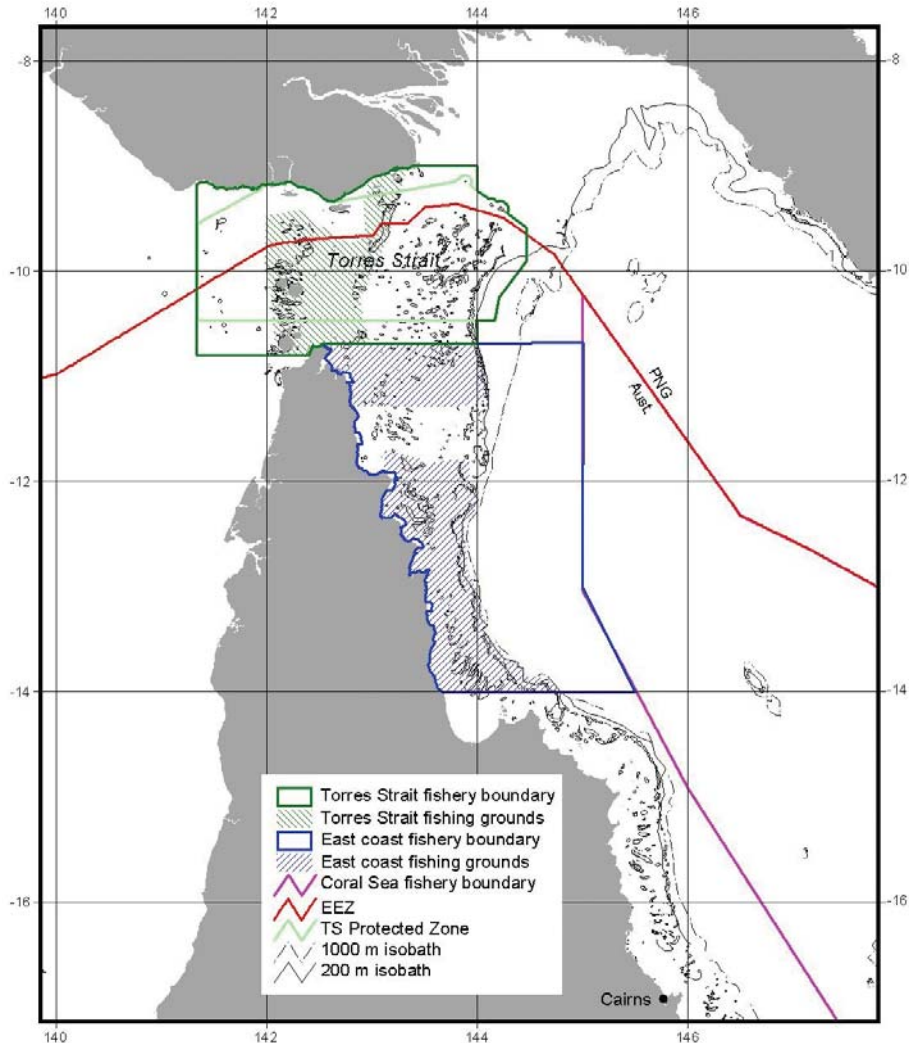 140 142 144 146
-8 -8
Torres Strait
-10 -10
PNG
Aust.
-12 -12
-14 -14
Torres Strait fishery boundary
Torres Strait fishing grounds
East coast fishery boundary
East coast fishing grounds
Coral Sea fishery boundary
EEZ
TS Protected Zone
1000 m isobath
200 m isobath
-16 -16
Cairns
140 142 144 146